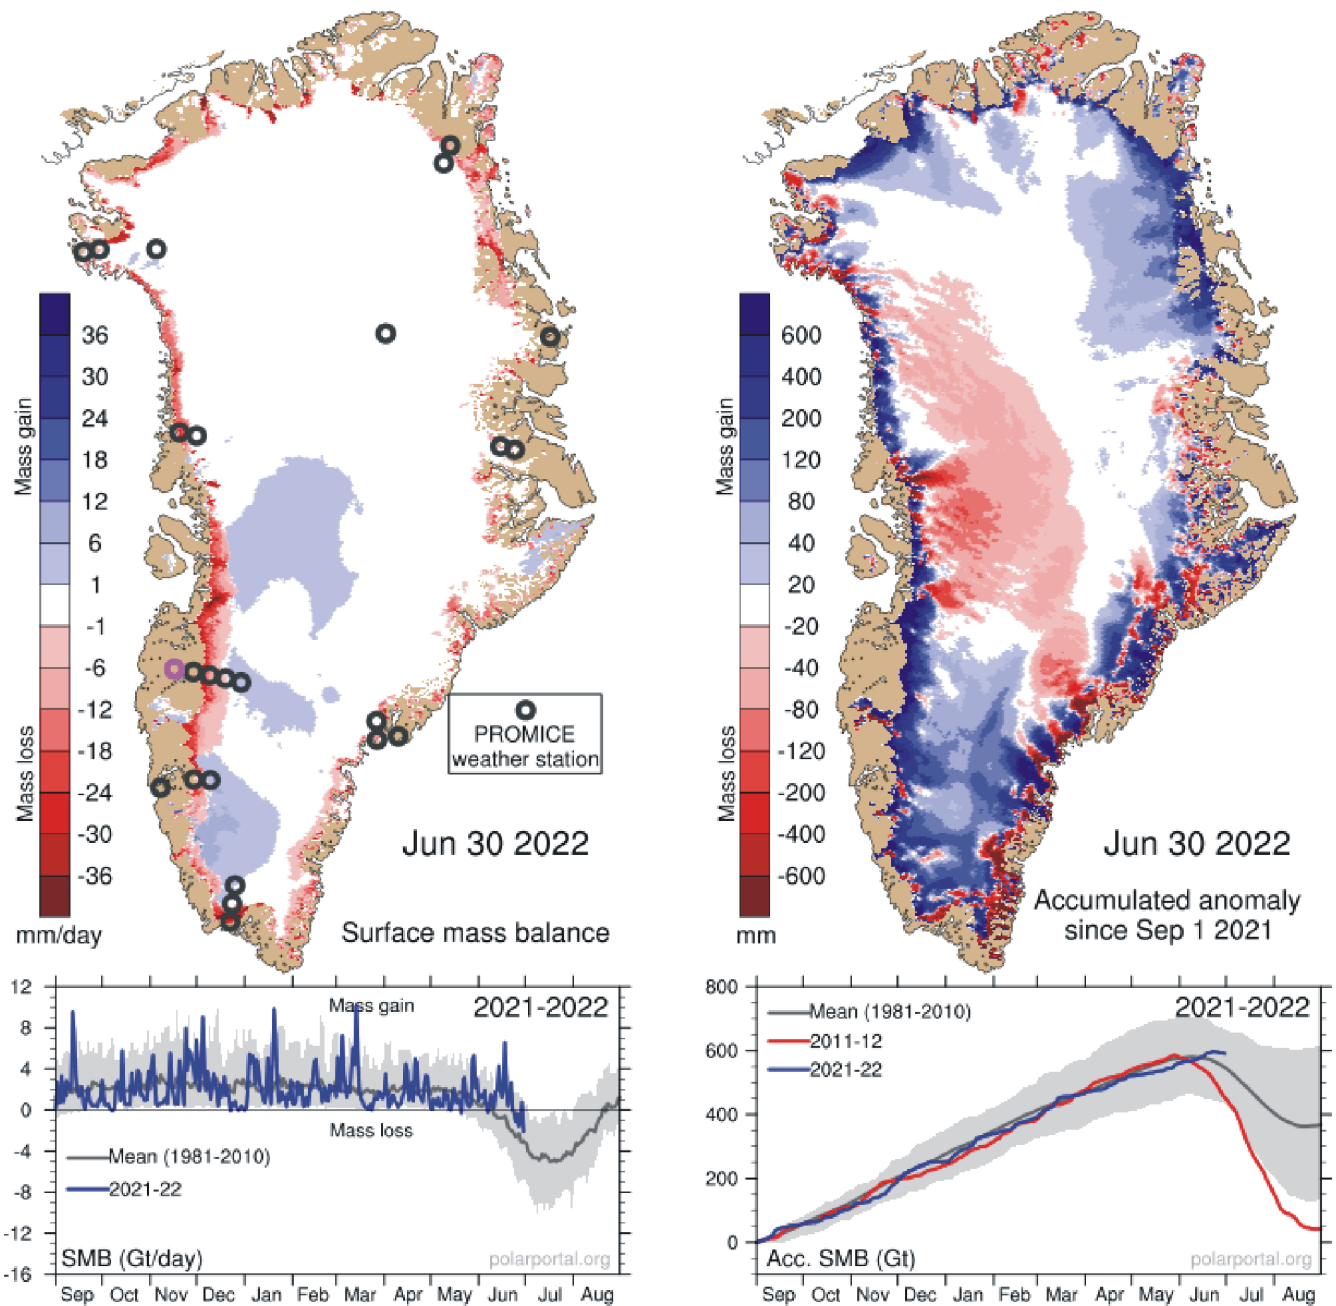 Mass gain
Mass loss
36
30
24
18
12
6
1
-1
-6
-12
-18
-24
-30
-36
mm/day
PROMICE
weather station
Jun 30 2022
Surface mass balance
Mass gain
Mass loss
600
400
200
120
80
40
20
-20
-40
-80
-120
-200
-400
-600
mm
Jun 30 2022
Accumulated anomaly
since Sep 1 2021
12
8
4
0
-4
-8
-12
-16
Mass gain
2021-2022
Mass loss
Mean (1981-2010)
2021-22
SMB (Gt/day)
polarportal.org
Sep Oct Nov Dec Jan Feb Mar Apr May Jun Jul Aug
800
600
400
200
0
Mean (1981-2010)
2021-2022
2011-12
2021-22
Acc. SMB (Gt)
polarportal.org
Sep Oct Nov Dec Jan Feb Mar Apr May Jun Jul Aug